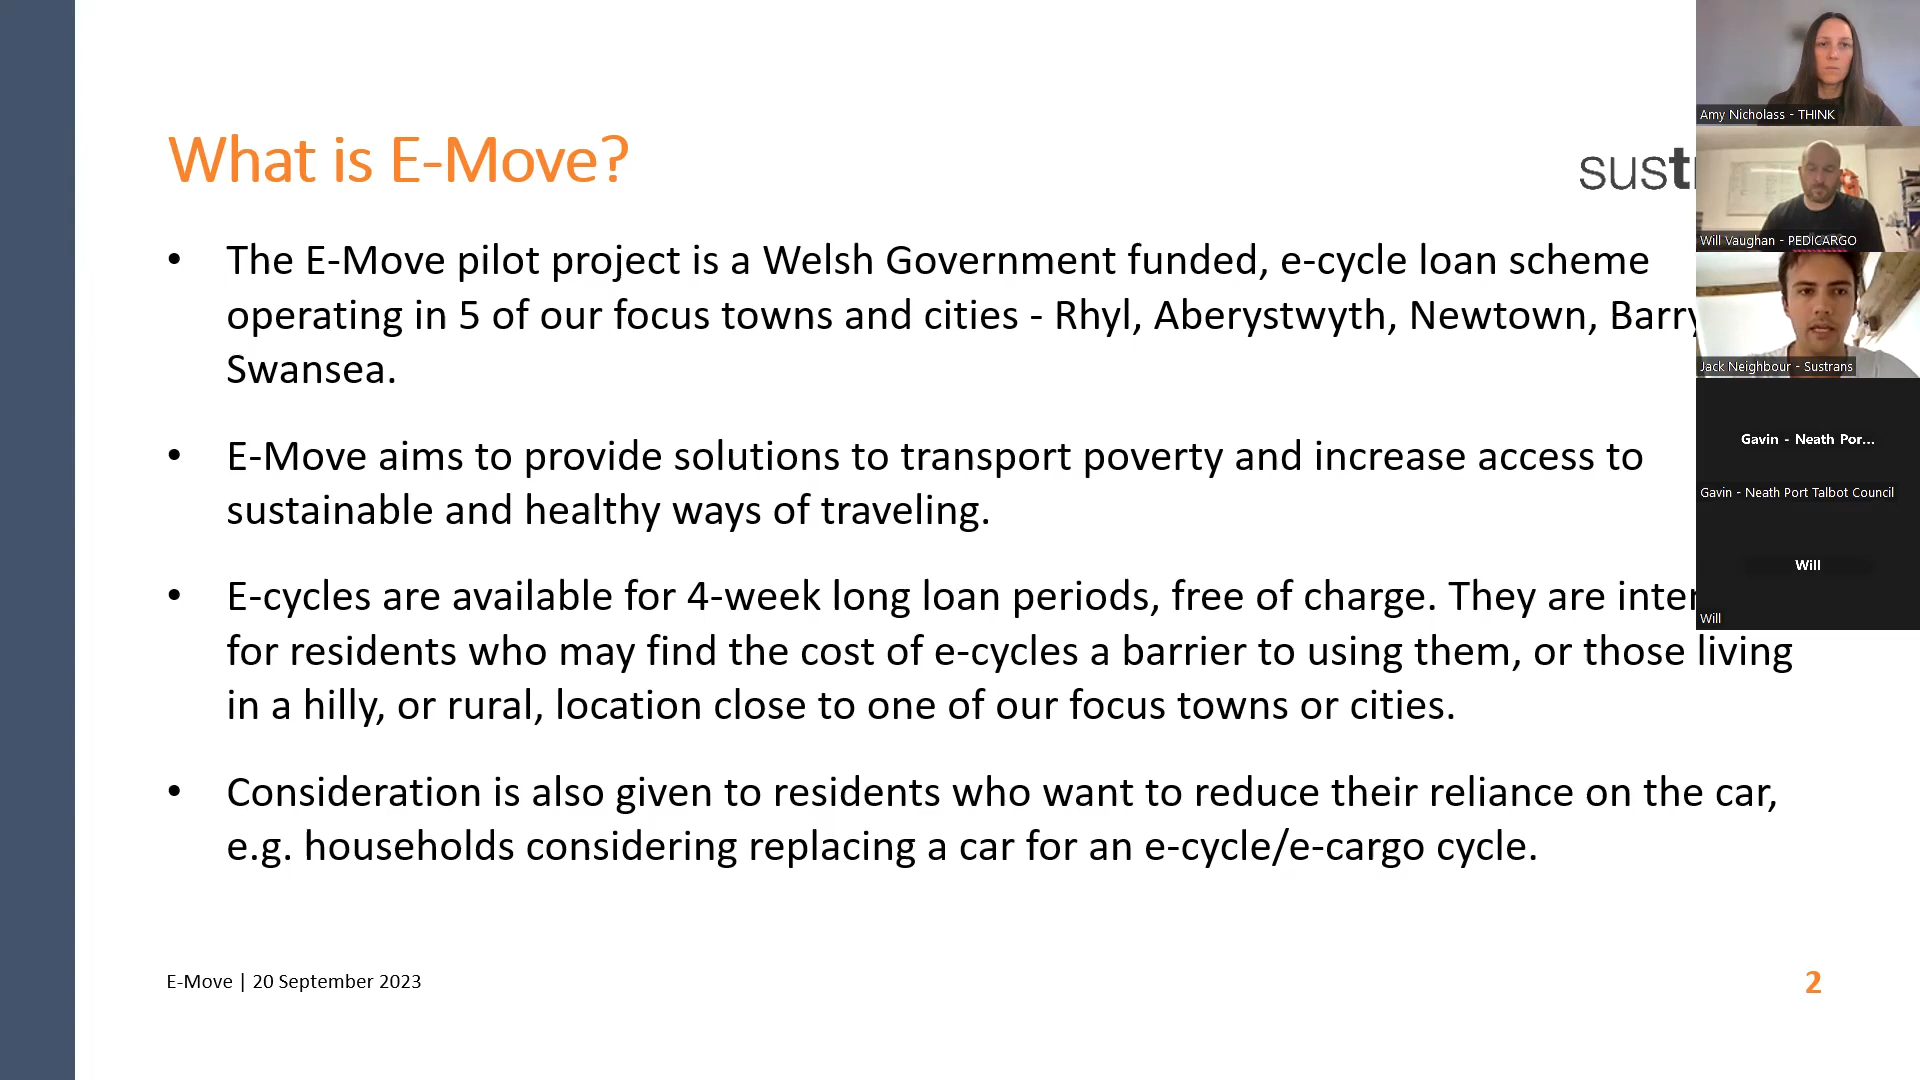 What is E-Move?
sust
• The E-Move pilot project is a Welsh Government funded, e-cycle loan scheme
operating in 5 of our focus towns and cities - Rhyl, Aberystwyth, Newtown, Barry
Swansea.
• E-Move aims to provide solutions to transport poverty and increase access to
sustainable and healthy ways of traveling.
• E-cycles are available for 4-week long loan periods, free of charge. They are inten
for residents who may find the cost of e-cycles a barrier to using them, or those living
in a hilly, or rural, location close to one of our focus towns or cities.
• Consideration is also given to residents who want to reduce their reliance on the car,
e.g. households considering replacing a car for an e-cycle/e-cargo cycle.
E-Move | 20 September 2023
2
Amy Nicholass - THINK
Will Vaughan - PEDICARGO
Jack Neighbour - Sustrans
Gavin - Neath Por...
Gavin - Neath Port Talbot Council
Will
Will